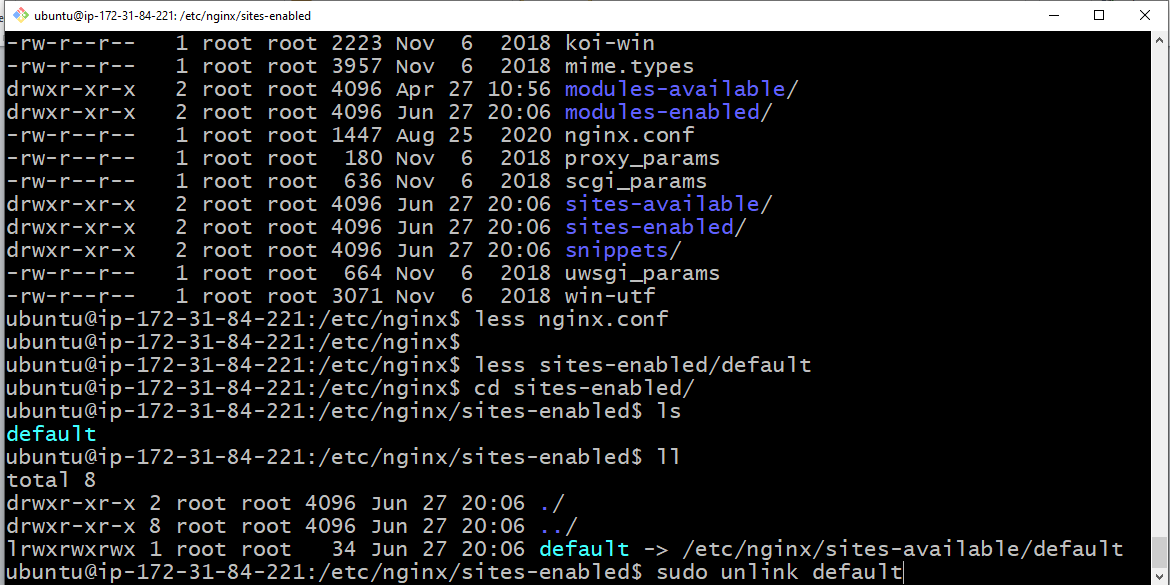 ubuntu@ip-172-31-84-221: /etc/nginx/sites-enabled
-rw-r--r--   1 root root 2223 Nov  6  2018 koi-win
-rw-r--r--   1 root root 3957 Nov  6  2018 mime.types
drwxr-xr-x   2 root root 4096 Apr 27 10:56 modules-available/
drwxr-xr-x   2 root root 4096 Jun 27 20:06 modules-enabled/
-rw-r--r--   1 root root 1447 Aug 25  2020 nginx.conf
-rw-r--r--   1 root root  180 Nov  6  2018 proxy_params
-rw-r--r--   1 root root  636 Nov  6  2018 scgi_params
drwxr-xr-x   2 root root 4096 Jun 27 20:06 sites-available/
drwxr-xr-x   2 root root 4096 Jun 27 20:06 sites-enabled/
drwxr-xr-x   2 root root 4096 Jun 27 20:06 snippets/
-rw-r--r--   1 root root  664 Nov  6  2018 uwsgi_params
-rw-r--r--   1 root root 3071 Nov  6  2018 win-utf
ubuntu@ip-172-31-84-221:/etc/nginx$ less nginx.conf
ubuntu@ip-172-31-84-221:/etc/nginx$
ubuntu@ip-172-31-84-221:/etc/nginx$ less sites-enabled/default
ubuntu@ip-172-31-84-221:/etc/nginx$ cd sites-enabled/
ubuntu@ip-172-31-84-221:/etc/nginx/sites-enabled$ ls
default
ubuntu@ip-172-31-84-221:/etc/nginx/sites-enabled$ ll
total 8
drwxr-xr-x 2 root root 4096 Jun 27 20:06 ./
drwxr-xr-x 8 root root 4096 Jun 27 20:06 ../
lrwxrwxrwx 1 root root   34 Jun 27 20:06 default -> /etc/nginx/sites-available/default
ubuntu@ip-172-31-84-221:/etc/nginx/sites-enabled$ sudo unlink default